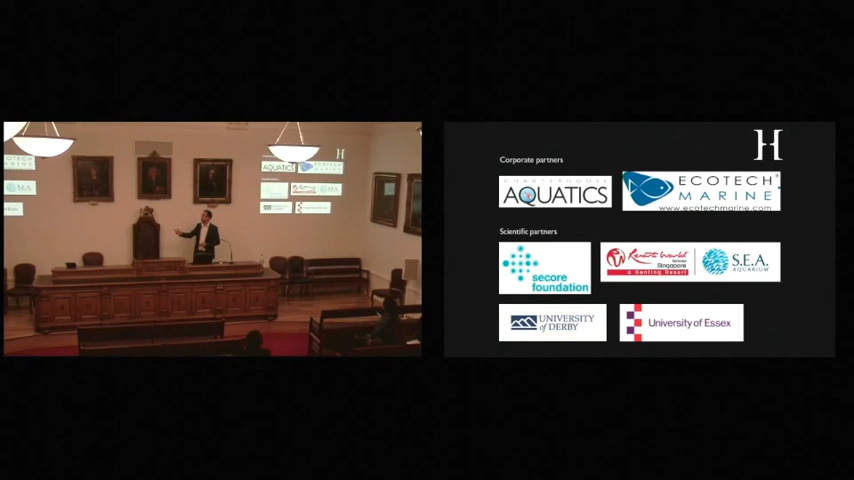 H
Corporate partners
CHARTERHOUSE
AQUATICS
ECOTECH®
MARINE
www.ecotechmarine.com
Scientific partners
secore
foundation
Resorts World
Sentosa
Singapore
a Genting Resort
S.E.A.
AQUARIUM
UNIVERSITY
of DERBY
University of Essex